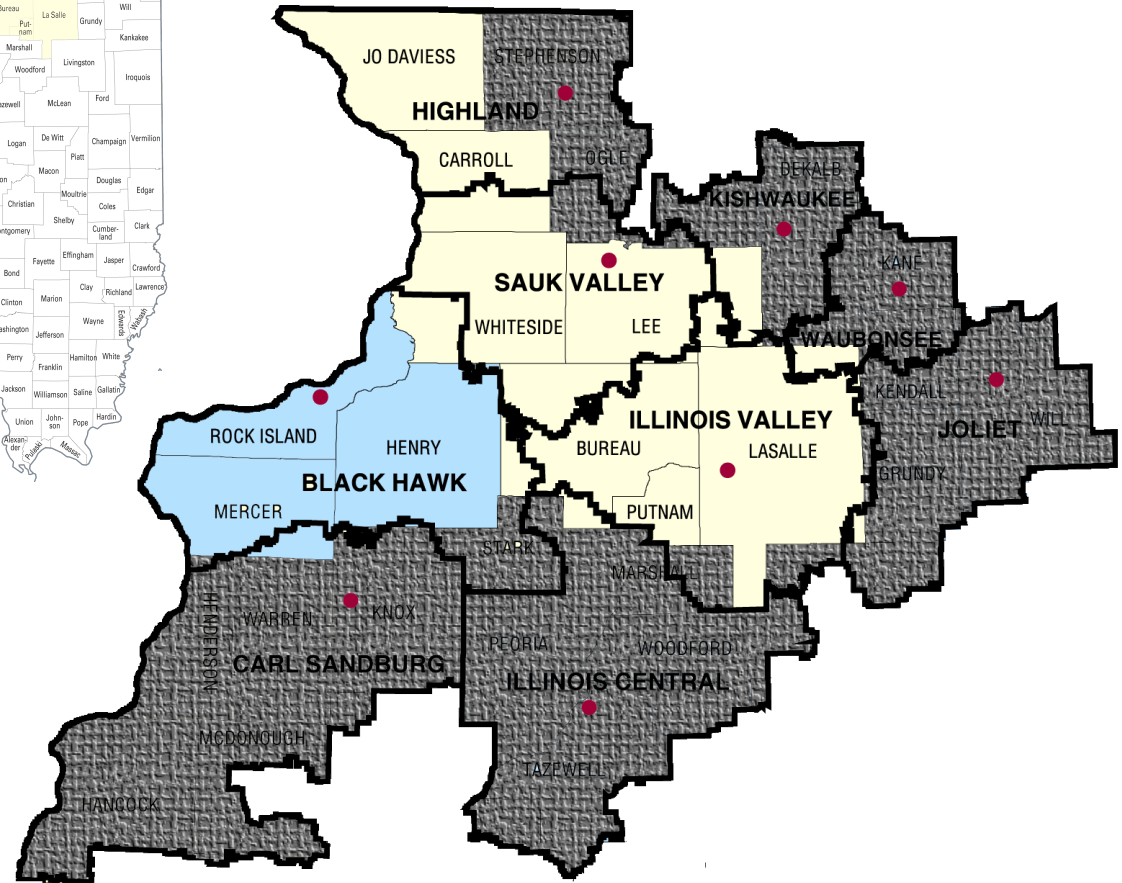 Bureau
La Salle
Will
Put-
nam
Grundy
Marshall
Kankakee
Woodford
Livingston
Iroquois
McLean
Ford
Logan
De Witt
Champaign
Vermilion
Piatt
Macon
Douglas
Edgar
Moultrie
Christian
Coles
Shelby
Cumber-
land
Clark
Fayette
Effingham
Jasper
Crawford
Bond
Clay
Richland
Lawrence
Marion
Clinton
Wayne
Edwards
Wabash
Jefferson
Perry
Hamilton
White
Franklin
Jackson
Williamson
Saline
Gallatin
Union
John-
son
Pope
Hardin
Alexan-
der
Pulaski
Massac
JO DAVIESS
STEPHENSON
HIGHLAND
CARROLL
OGLE
DEKALB
KISHWAUKEE
KANE
SAUK VALLEY
WHITESIDE
LEE
WAUBONSEE
KENDALL
WILL
JOLIET
GRUNDY
ILLINOIS VALLEY
BUREAU
LASALLE
PUTNAM
ROCK ISLAND
HENRY
BLACK HAWK
MERCER
STARK
MARSHALL
HENDERSON
WARREN
KNOX
CARL SANDBURG
PEORIA
WOODFORD
ILLINOIS CENTRAL
MCDONOUGH
TAZEWELL
HANCOCK